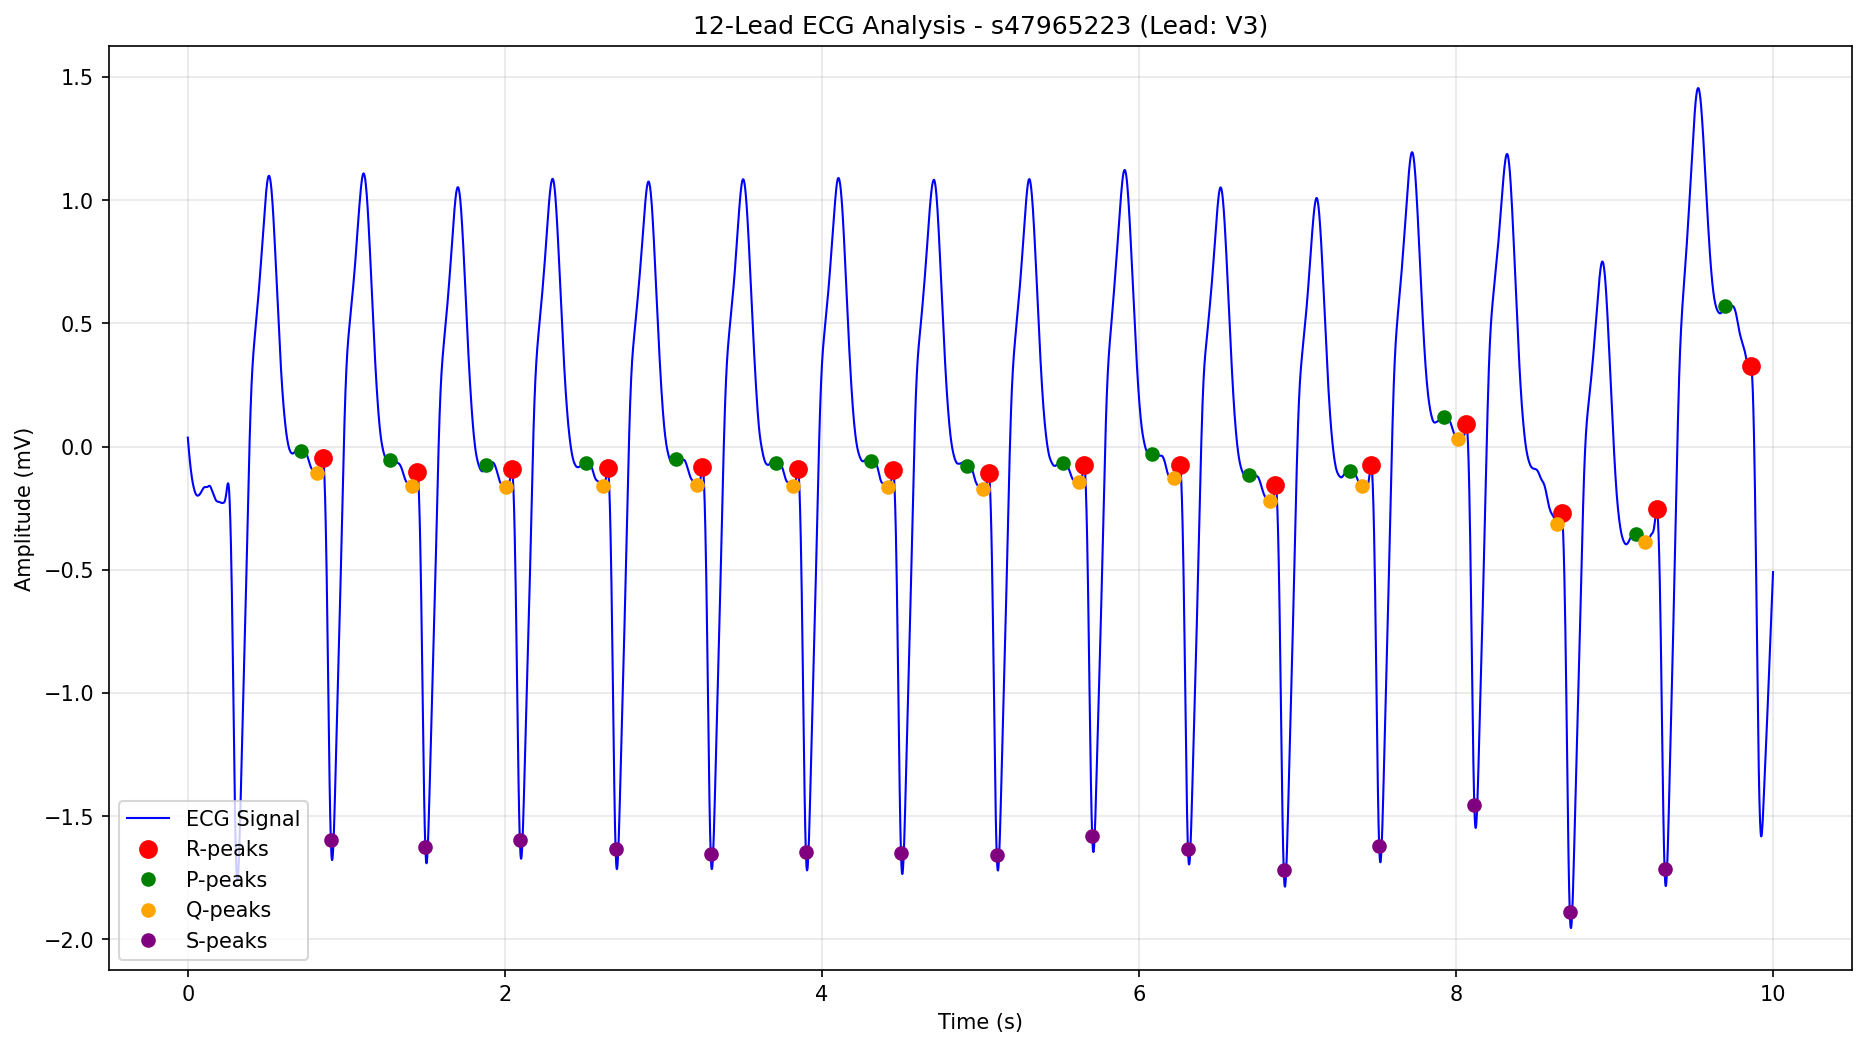 12-Lead ECG Analysis - s47965223 (Lead: V3)
Amplitude (mV)
1.5
1.0
0.5
0.0
−0.5
−1.0
−1.5
−2.0
ECG Signal
R-peaks
P-peaks
Q-peaks
S-peaks
0 2 4 6 8 10
Time (s)